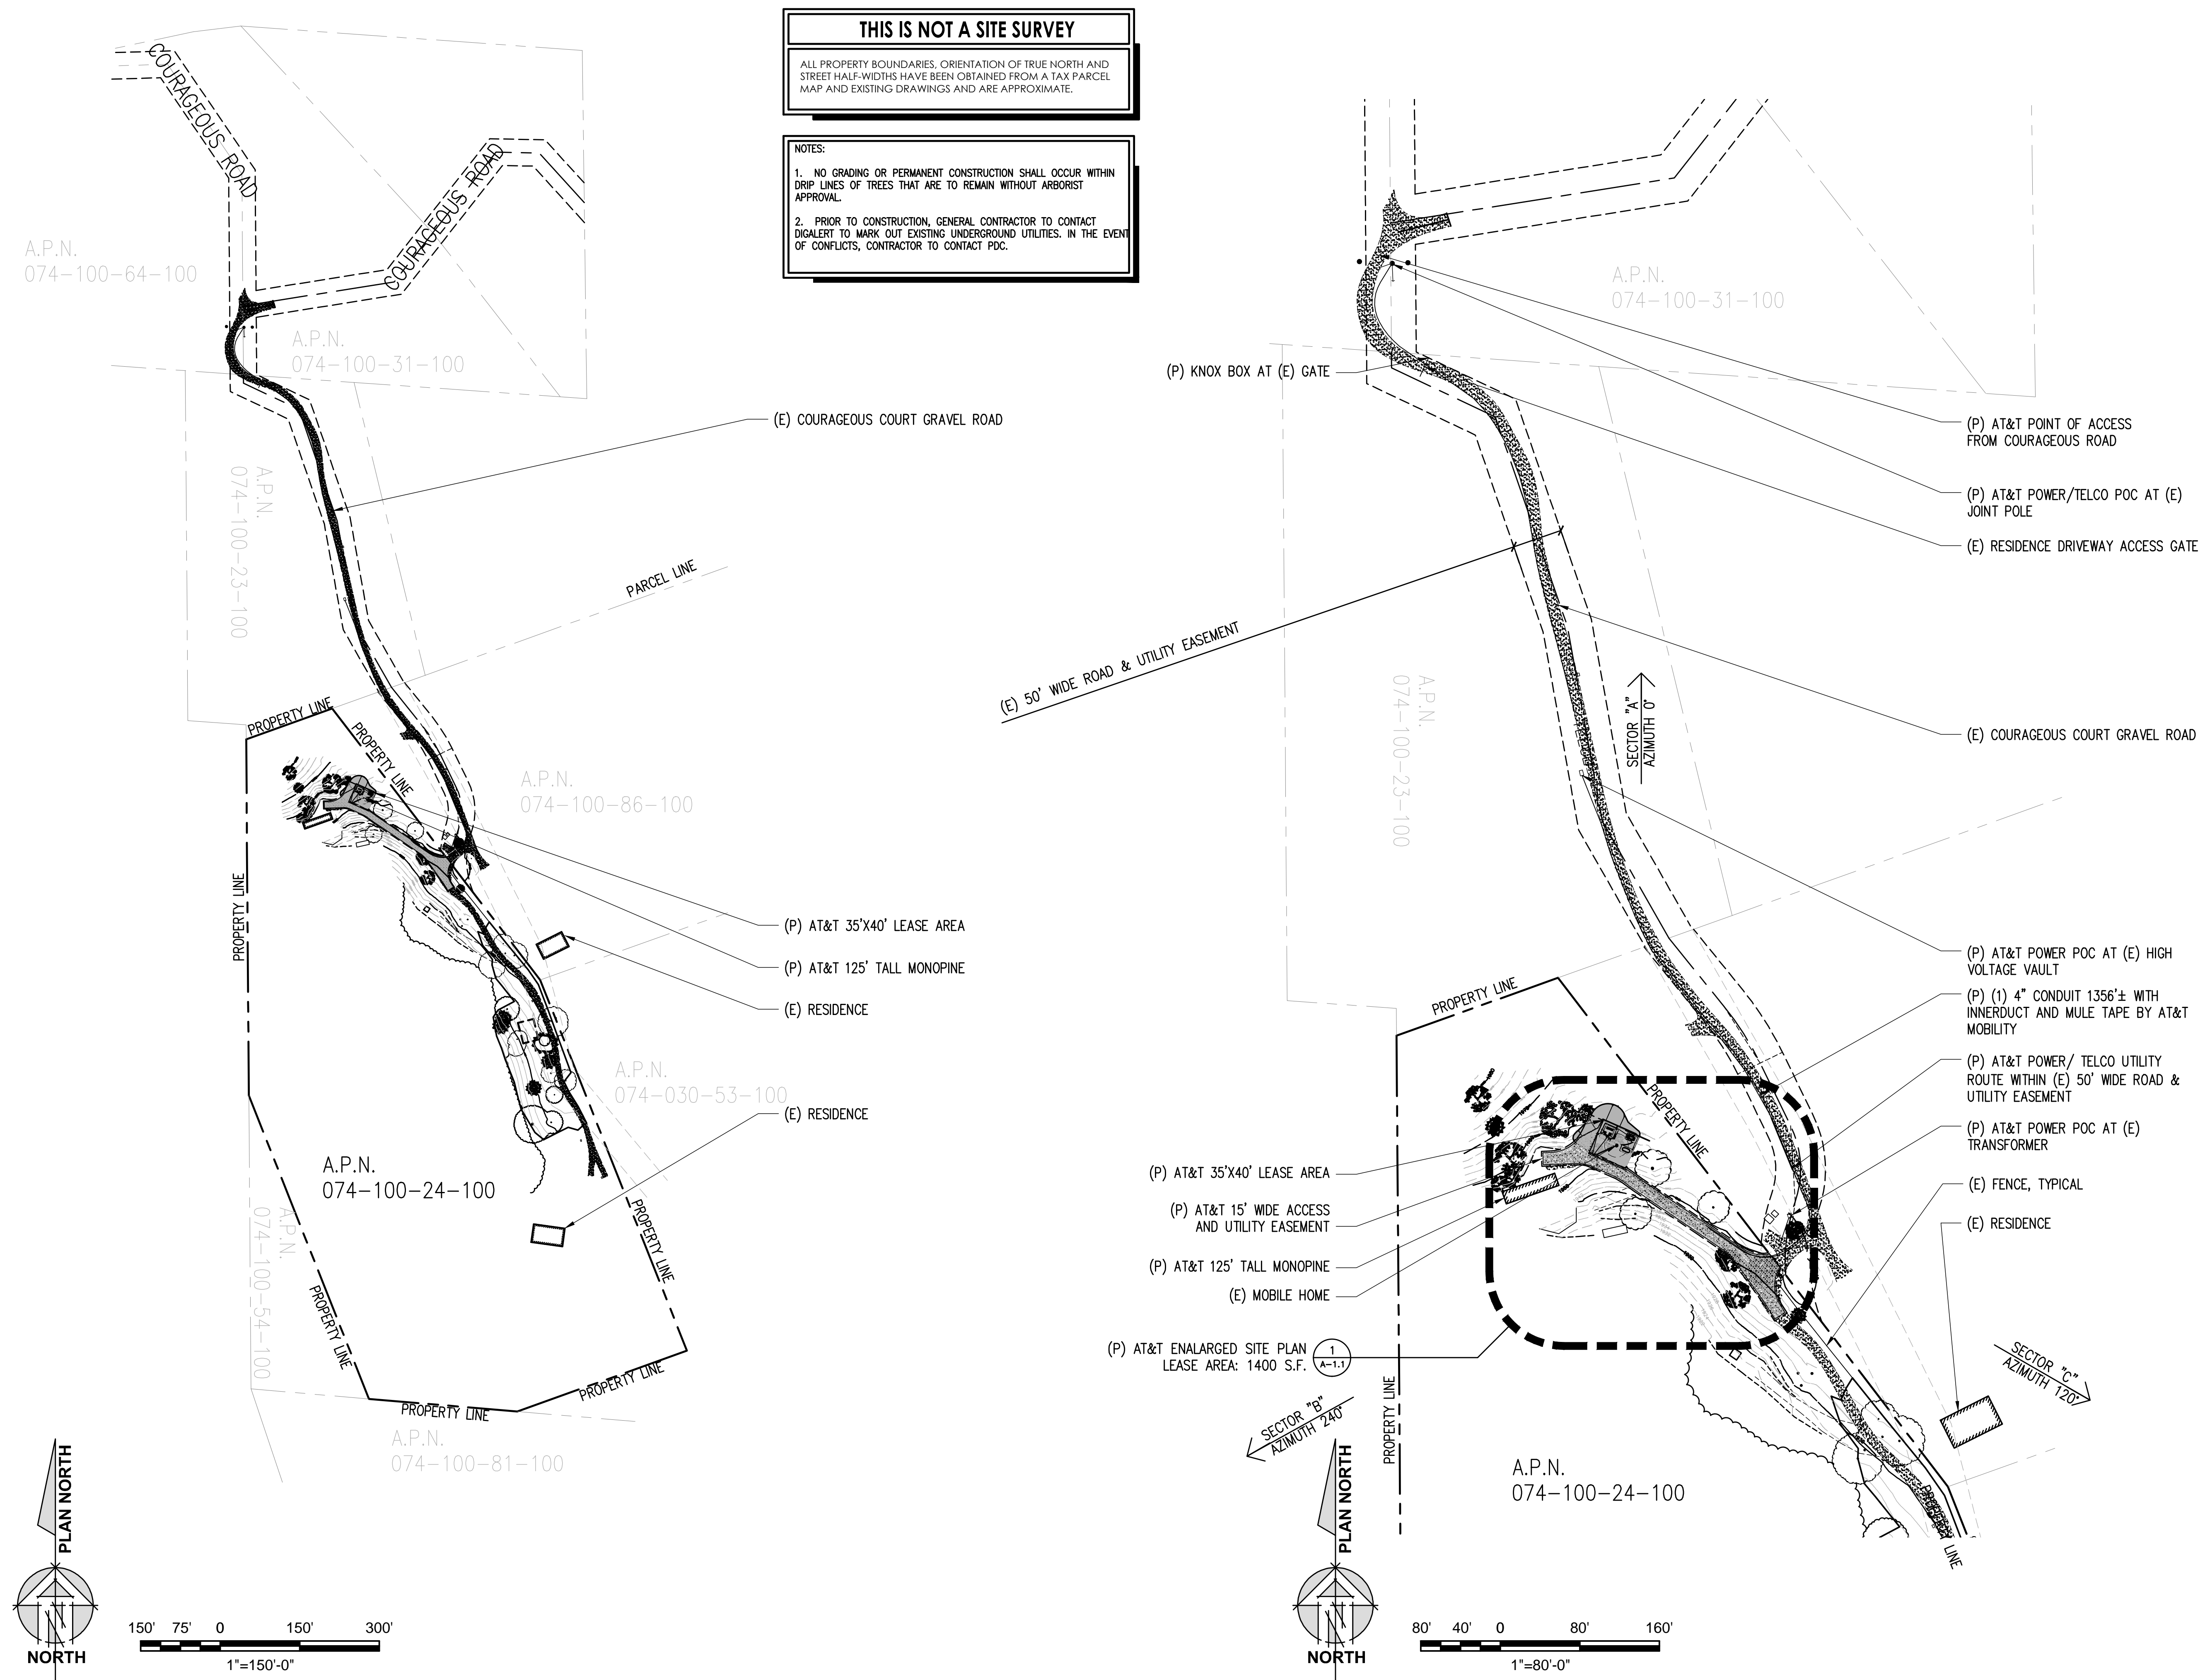 THIS IS NOT A SITE SURVEY
ALL PROPERTY BOUNDARIES, ORIENTATION OF TRUE NORTH AND
STREET HALF-WIDTHS HAVE BEEN OBTAINED FROM A TAX PARCEL
MAP AND EXISTING DRAWINGS AND ARE APPROXIMATE.
NOTES:
1. NO GRADING OR PERMANENT CONSTRUCTION SHALL OCCUR WITHIN
DRIP LINES OF TREES THAT ARE TO REMAIN WITHOUT ARBORIST
APPROVAL.
2. PRIOR TO CONSTRUCTION, GENERAL CONTRACTOR TO CONTACT
DIGALERT TO MARK OUT EXISTING UNDERGROUND UTILITIES. IN THE EVENT
OF CONFLICTS, CONTRACTOR TO CONTACT PDC.
COURAGEOUS ROAD
COURAGEOUS ROAD
A.P.N.
074-100-64-100
A.P.N.
074-100-31-100
(E) COURAGEOUS COURT GRAVEL ROAD
A.P.N.
074-100-23-100
PARCEL LINE
PROPERTY LINE
PROPERTY LINE
A.P.N.
074-100-86-100
PROPERTY LINE
(P) AT&T 35'X40' LEASE AREA
(P) AT&T 125' TALL MONOPINE
(E) RESIDENCE
A.P.N.
074-030-53-100
(E) RESIDENCE
A.P.N.
074-100-24-100
A.P.N.
074-100-54-100
PROPERTY LINE
PROPERTY LINE
PROPERTY LINE
PROPERTY LINE
A.P.N.
074-100-81-100
PLAN NORTH
NORTH
150' 75' 0 150' 300'
1"=150'-0"
A.P.N.
074-100-31-100
(P) KNOX BOX AT (E) GATE
(P) AT&T POINT OF ACCESS
FROM COURAGEOUS ROAD
(P) AT&T POWER/TELCO POC AT (E)
JOINT POLE
(E) RESIDENCE DRIVEWAY ACCESS GATE
(E) 50' WIDE ROAD & UTILITY EASEMENT
A.P.N.
074-100-23-100
SECTOR "A"
AZIMUTH 0°
(E) COURAGEOUS COURT GRAVEL ROAD
(P) AT&T POWER POC AT (E) HIGH
VOLTAGE VAULT
(P) (1) 4" CONDUIT 1356'± WITH
INNERDUCT AND MULE TAPE BY AT&T
MOBILITY
(P) AT&T POWER/ TELCO UTILITY
ROUTE WITHIN (E) 50' WIDE ROAD &
UTILITY EASEMENT
(P) AT&T POWER POC AT (E)
TRANSFORMER
(E) FENCE, TYPICAL
(E) RESIDENCE
PROPERTY LINE
PROPERTY LINE
(P) AT&T 35'X40' LEASE AREA
(P) AT&T 15' WIDE ACCESS
AND UTILITY EASEMENT
(P) AT&T 125' TALL MONOPINE
(E) MOBILE HOME
(P) AT&T ENALARGED SITE PLAN
LEASE AREA: 1400 S.F.
1
A-1.1
SECTOR "B"
AZIMUTH 240°
SECTOR "C"
AZIMUTH 120°
PROPERTY LINE
A.P.N.
074-100-24-100
PROPERTY LINE
PLAN NORTH
NORTH
80' 40' 0 80' 160'
1"=80'-0"